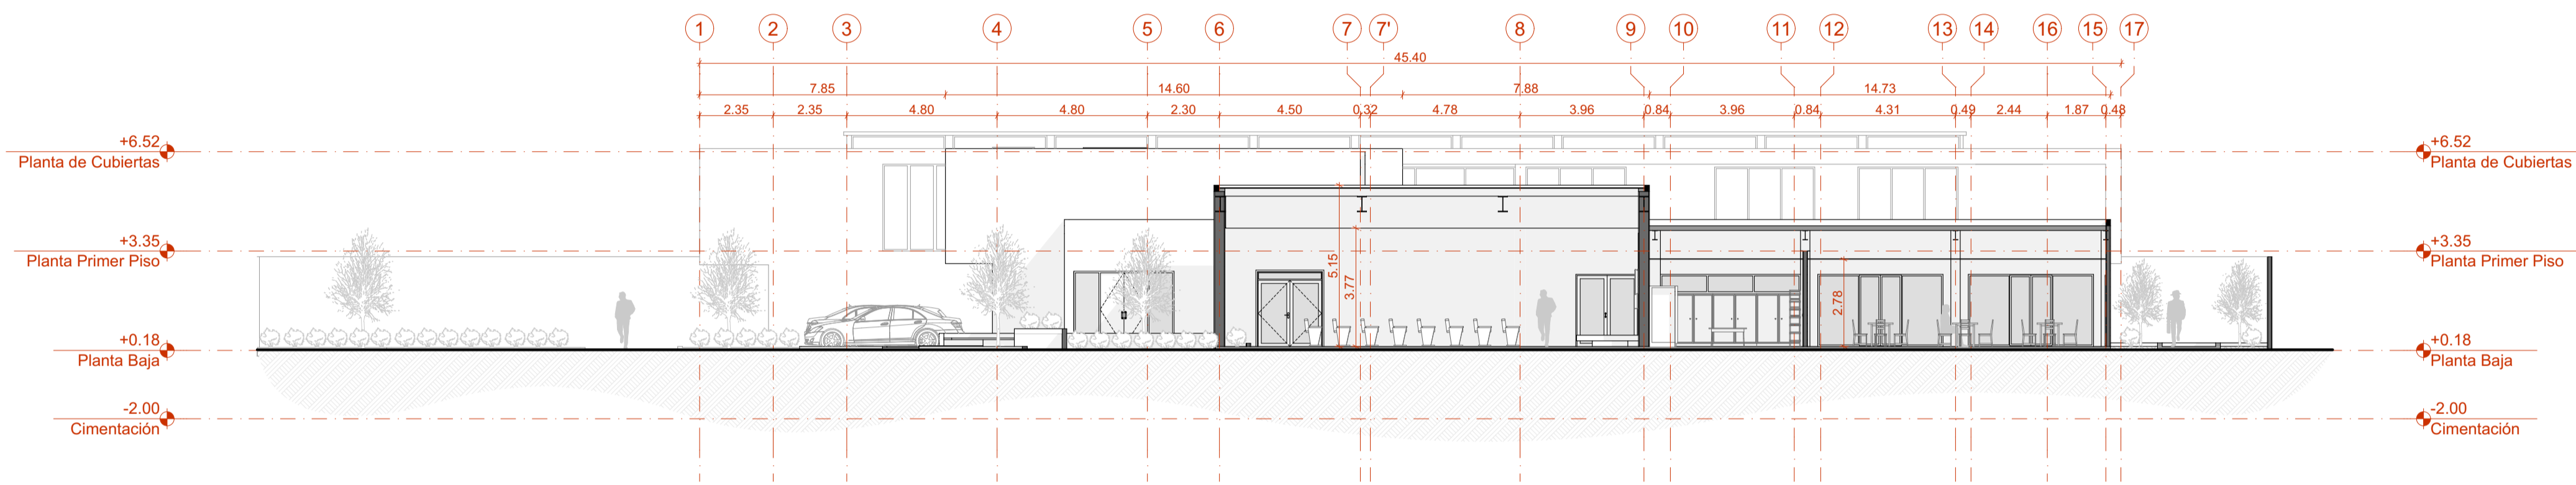 1 2 3 4 5 6 7 7' 8 9 10 11 12 13 14 16 15 17
45.40
7.85 14.60 7.88 14.73
2.35 2.35 4.80 4.80 2.30 4.50 0.32 4.78 3.96 0.84 3.96 0.84 4.31 0.49 2.44 1.87 0.48
+6.52
Planta de Cubiertas
+6.52
Planta de Cubiertas
+3.35
Planta Primer Piso
+3.35
Planta Primer Piso
5.15
3.77
2.78
+0.18
Planta Baja
+0.18
Planta Baja
-2.00
Cimentación
-2.00
Cimentación